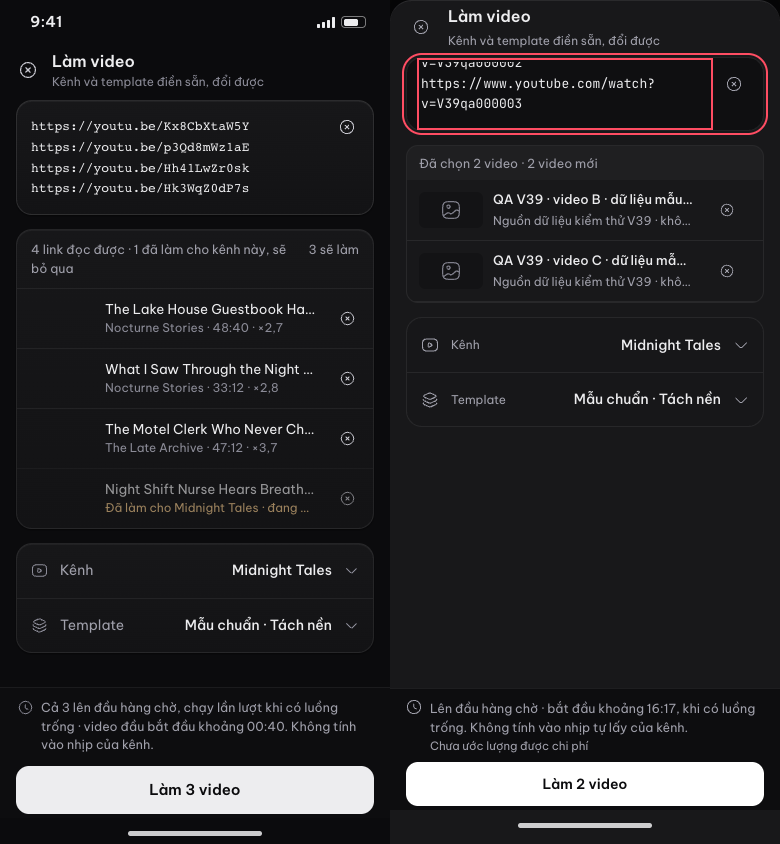 9:41
Làm video
Kênh và template điền sẵn, đổi được
https://youtu.be/Kx8CbXtaW5Y
https://youtu.be/p3Qd8mWz1aE
https://youtu.be/Hh41LwZr0sk
https://youtu.be/Hk3WqZ0dP7s
4 link đọc được · 1 đã làm cho kênh này, sẽ bỏ qua
3 sẽ làm
The Lake House Guestbook Ha...
Nocturne Stories · 48:40 · ×2,7
What I Saw Through the Night ...
Nocturne Stories · 33:12 · ×2,8
The Motel Clerk Who Never Ch...
The Late Archive · 47:12 · ×3,7
Night Shift Nurse Hears Breath...
Đã làm cho Midnight Tales · đang ...
Kênh
Midnight Tales
Template
Mẫu chuẩn · Tách nền
Cả 3 lên đầu hàng chờ, chạy lần lượt khi có luồng
trống · video đầu bắt đầu khoảng 00:40. Không tính
vào nhịp của kênh.
Làm 3 video
Làm video
Kênh và template điền sẵn, đổi được
v=V39qa000002
https://www.youtube.com/watch?
v=V39qa000003
Đã chọn 2 video · 2 video mới
QA V39 · video B · dữ liệu mẫu...
Nguồn dữ liệu kiểm thử V39 · khô...
QA V39 · video C · dữ liệu mẫ...
Nguồn dữ liệu kiểm thử V39 · khô...
Kênh
Midnight Tales
Template
Mẫu chuẩn · Tách nền
Lên đầu hàng chờ · bắt đầu khoảng 16:17, khi có luồng
trống. Không tính vào nhịp tự lấy của kênh.
Chưa ước lượng được chi phí
Làm 2 video